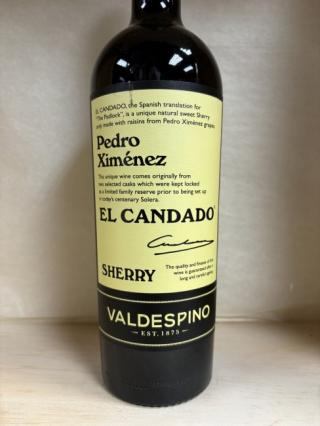 EL CANDADO, the Spanish translation for
"The Padlock", is a unique natural sweet Sherry
only made with raisins from Pedro Ximénez grapes.
Pedro
Ximénez
This unique wine comes originally from
two selected casks which were kept locked
as a limited family reserve prior to being set up
in today's centenary Solera.
EL CANDADO
SHERRY
The quality and finesse of this
wine is guaranteed after a
long and careful ageing.
VALDESPINO
EST. 1875